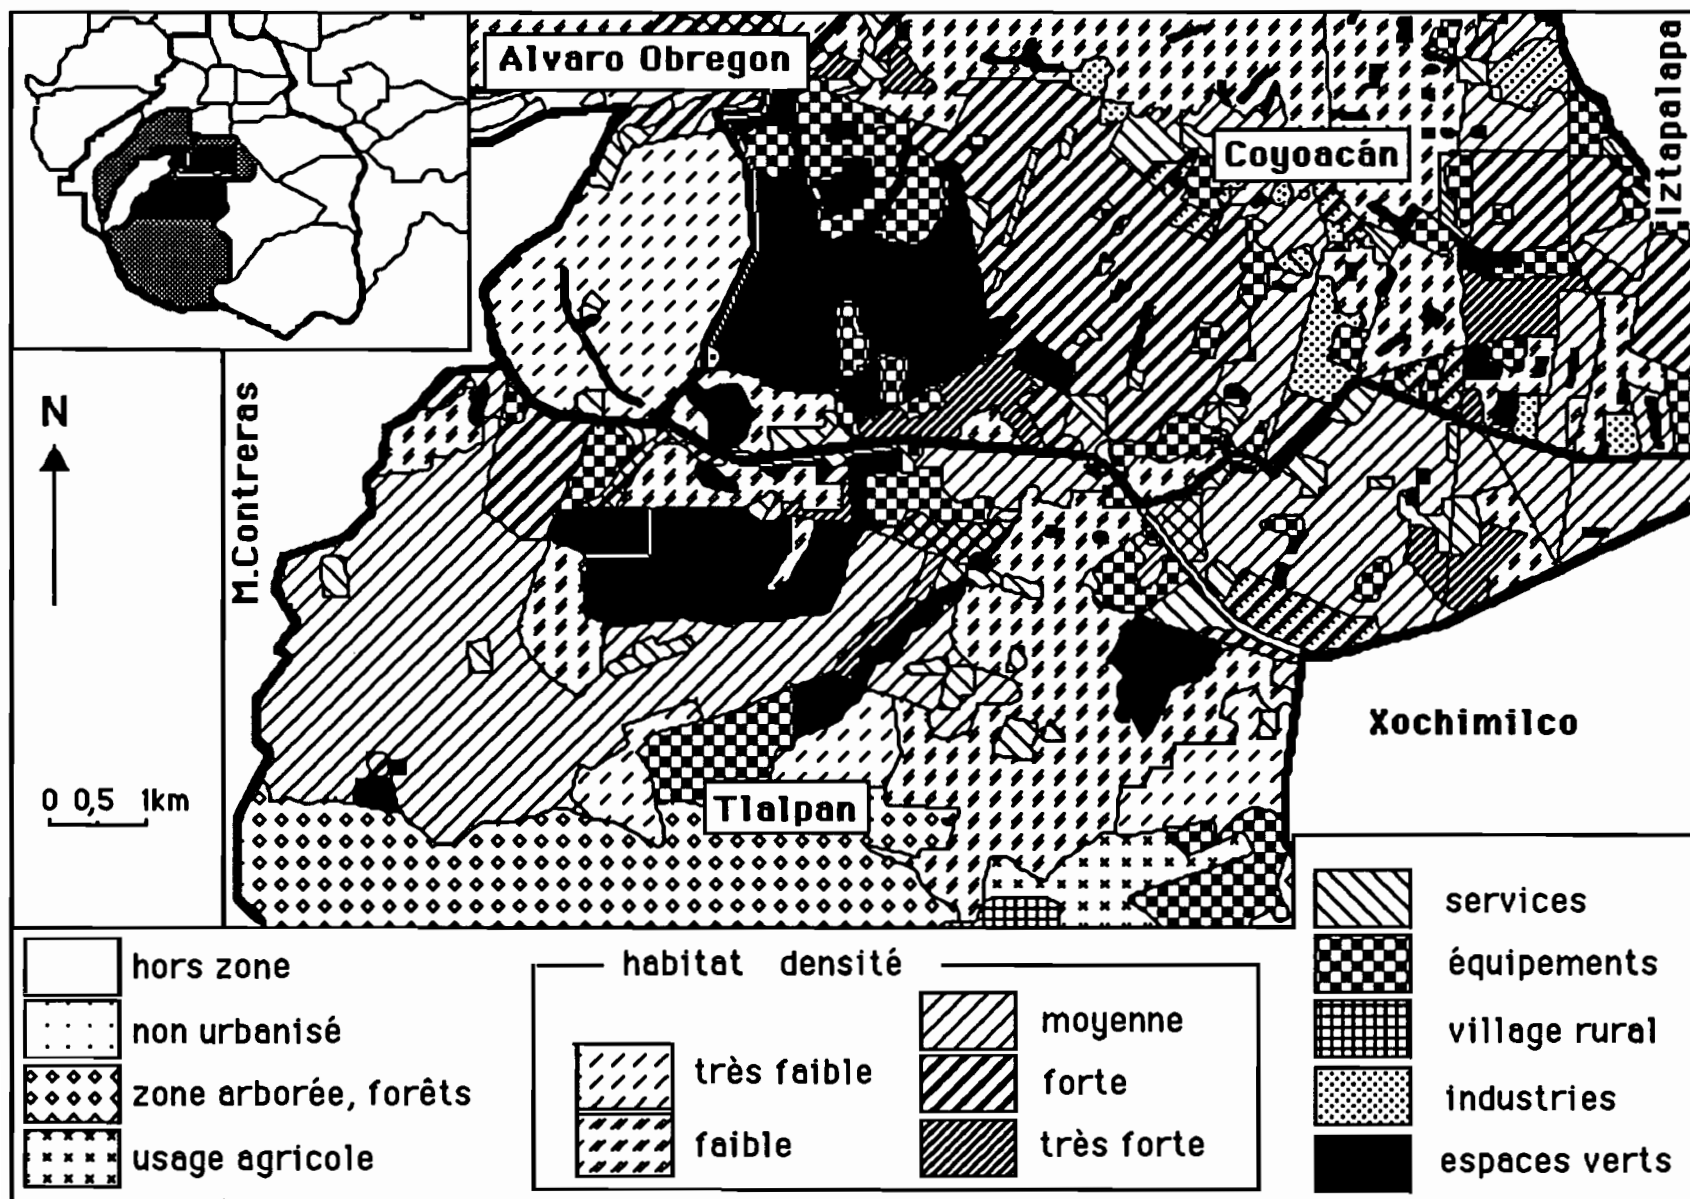 Alvaro Obregon
Coyoacán
Iztapalapa
M.Contreras
N
Xochimilco
0 0,5 1km
Tlalpan
hors zone
non urbanisé
zone arborée, forêts
usage agricole
habitat densité
très faible
faible
moyenne
forte
très forte
services
équipements
village rural
industries
espaces verts